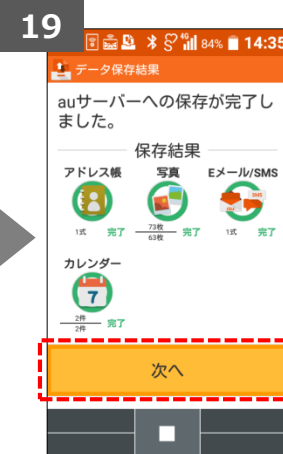 19
4G 84% 14:35
データ保存結果
auサーバーへの保存が完了し
ました。
保存結果
アドレス帳 写真 Eメール/SMS
1式 完了 73枚 63枚 完了 1式 完了
カレンダー
7
2件 2件 完了
次へ